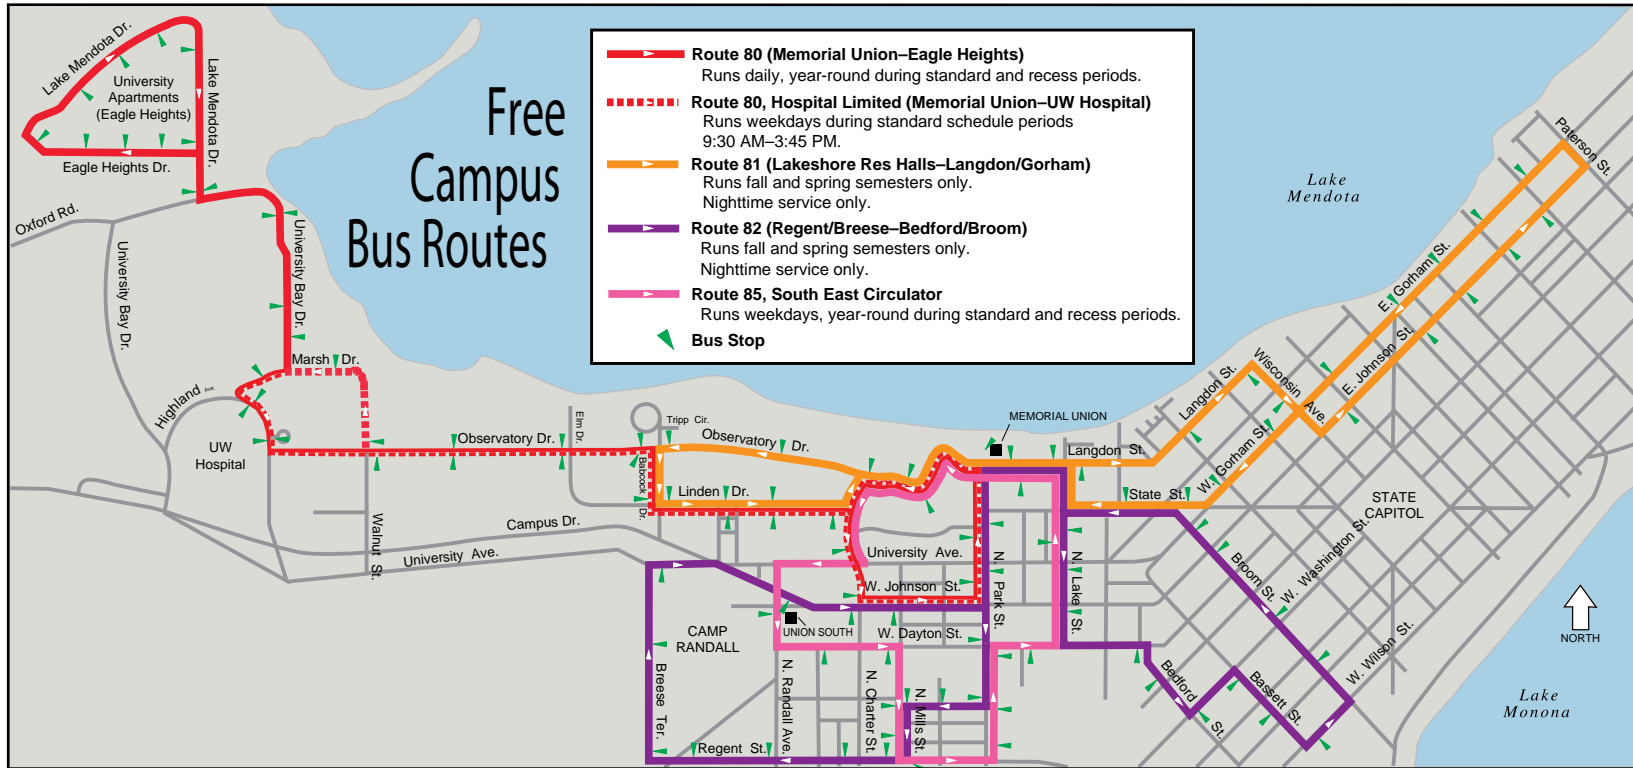 Free
Campus
Bus Routes
Route 80 (Memorial Union–Eagle Heights)
Runs daily, year-round during standard and recess periods.
Route 80, Hospital Limited (Memorial Union–UW Hospital)
Runs weekdays during standard schedule periods
9:30 AM–3:45 PM.
Route 81 (Lakeshore Res Halls–Langdon/Gorham)
Runs fall and spring semesters only.
Nighttime service only.
Route 82 (Regent/Breese–Bedford/Broom)
Runs fall and spring semesters only.
Nighttime service only.
Route 85, South East Circulator
Runs weekdays, year-round during standard and recess periods.
Bus Stop
Lake Mendota Dr.
Lake Mendota Dr.
University
Apartments
(Eagle Heights)
Eagle Heights Dr.
Oxford Rd.
University Bay Dr.
University Bay Dr.
Marsh Dr.
Highland Ave.
UW
Hospital
Observatory Dr.
Elm Dr.
Tripp Cir.
Babcock Dr.
Observatory Dr.
Linden Dr.
Campus Dr.
University Ave.
Walnut St.
University Ave.
W. Johnson St.
UNION SOUTH
W. Dayton St.
CAMP
RANDALL
Breese Ter.
Regent St.
N. Randall Ave.
N. Charter St.
N. Mills St.
N. Park St.
N. Lake St.
MEMORIAL UNION
Langdon St.
Langdon St.
State St.
Wisconsin Ave.
W. Gorham St.
E. Gorham St.
E. Johnson St.
Paterson St.
Lake
Mendota
STATE
CAPITOL
W. Washington St.
Broom St.
W. Wilson St.
Bedford St.
Bassett St.
NORTH
Lake
Monona